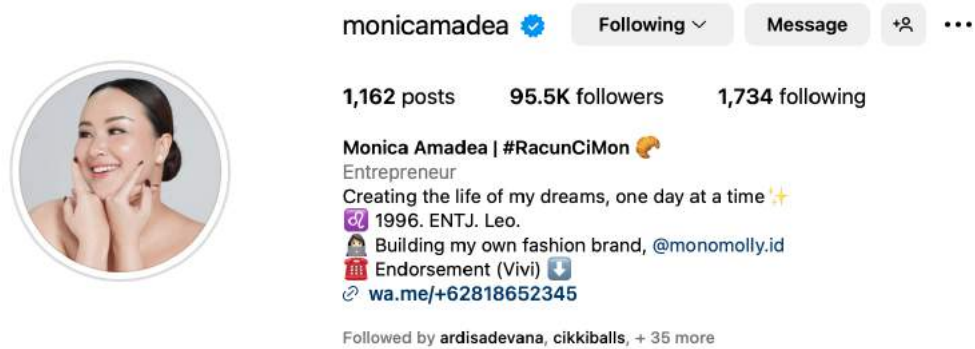 monicamadea
Following
Message
1,162 posts 95.5K followers 1,734 following
Monica Amadea | #RacunCiMon 🥐
Entrepreneur
Creating the life of my dreams, one day at a time✨
♌ 1996. ENTJ. Leo.
👩🏻‍💻 Building my own fashion brand, @monomolly.id
☎️ Endorsement (Vivi) ⬇️
wa.me/+62818652345
Followed by ardisadevana, cikkiballs, + 35 more